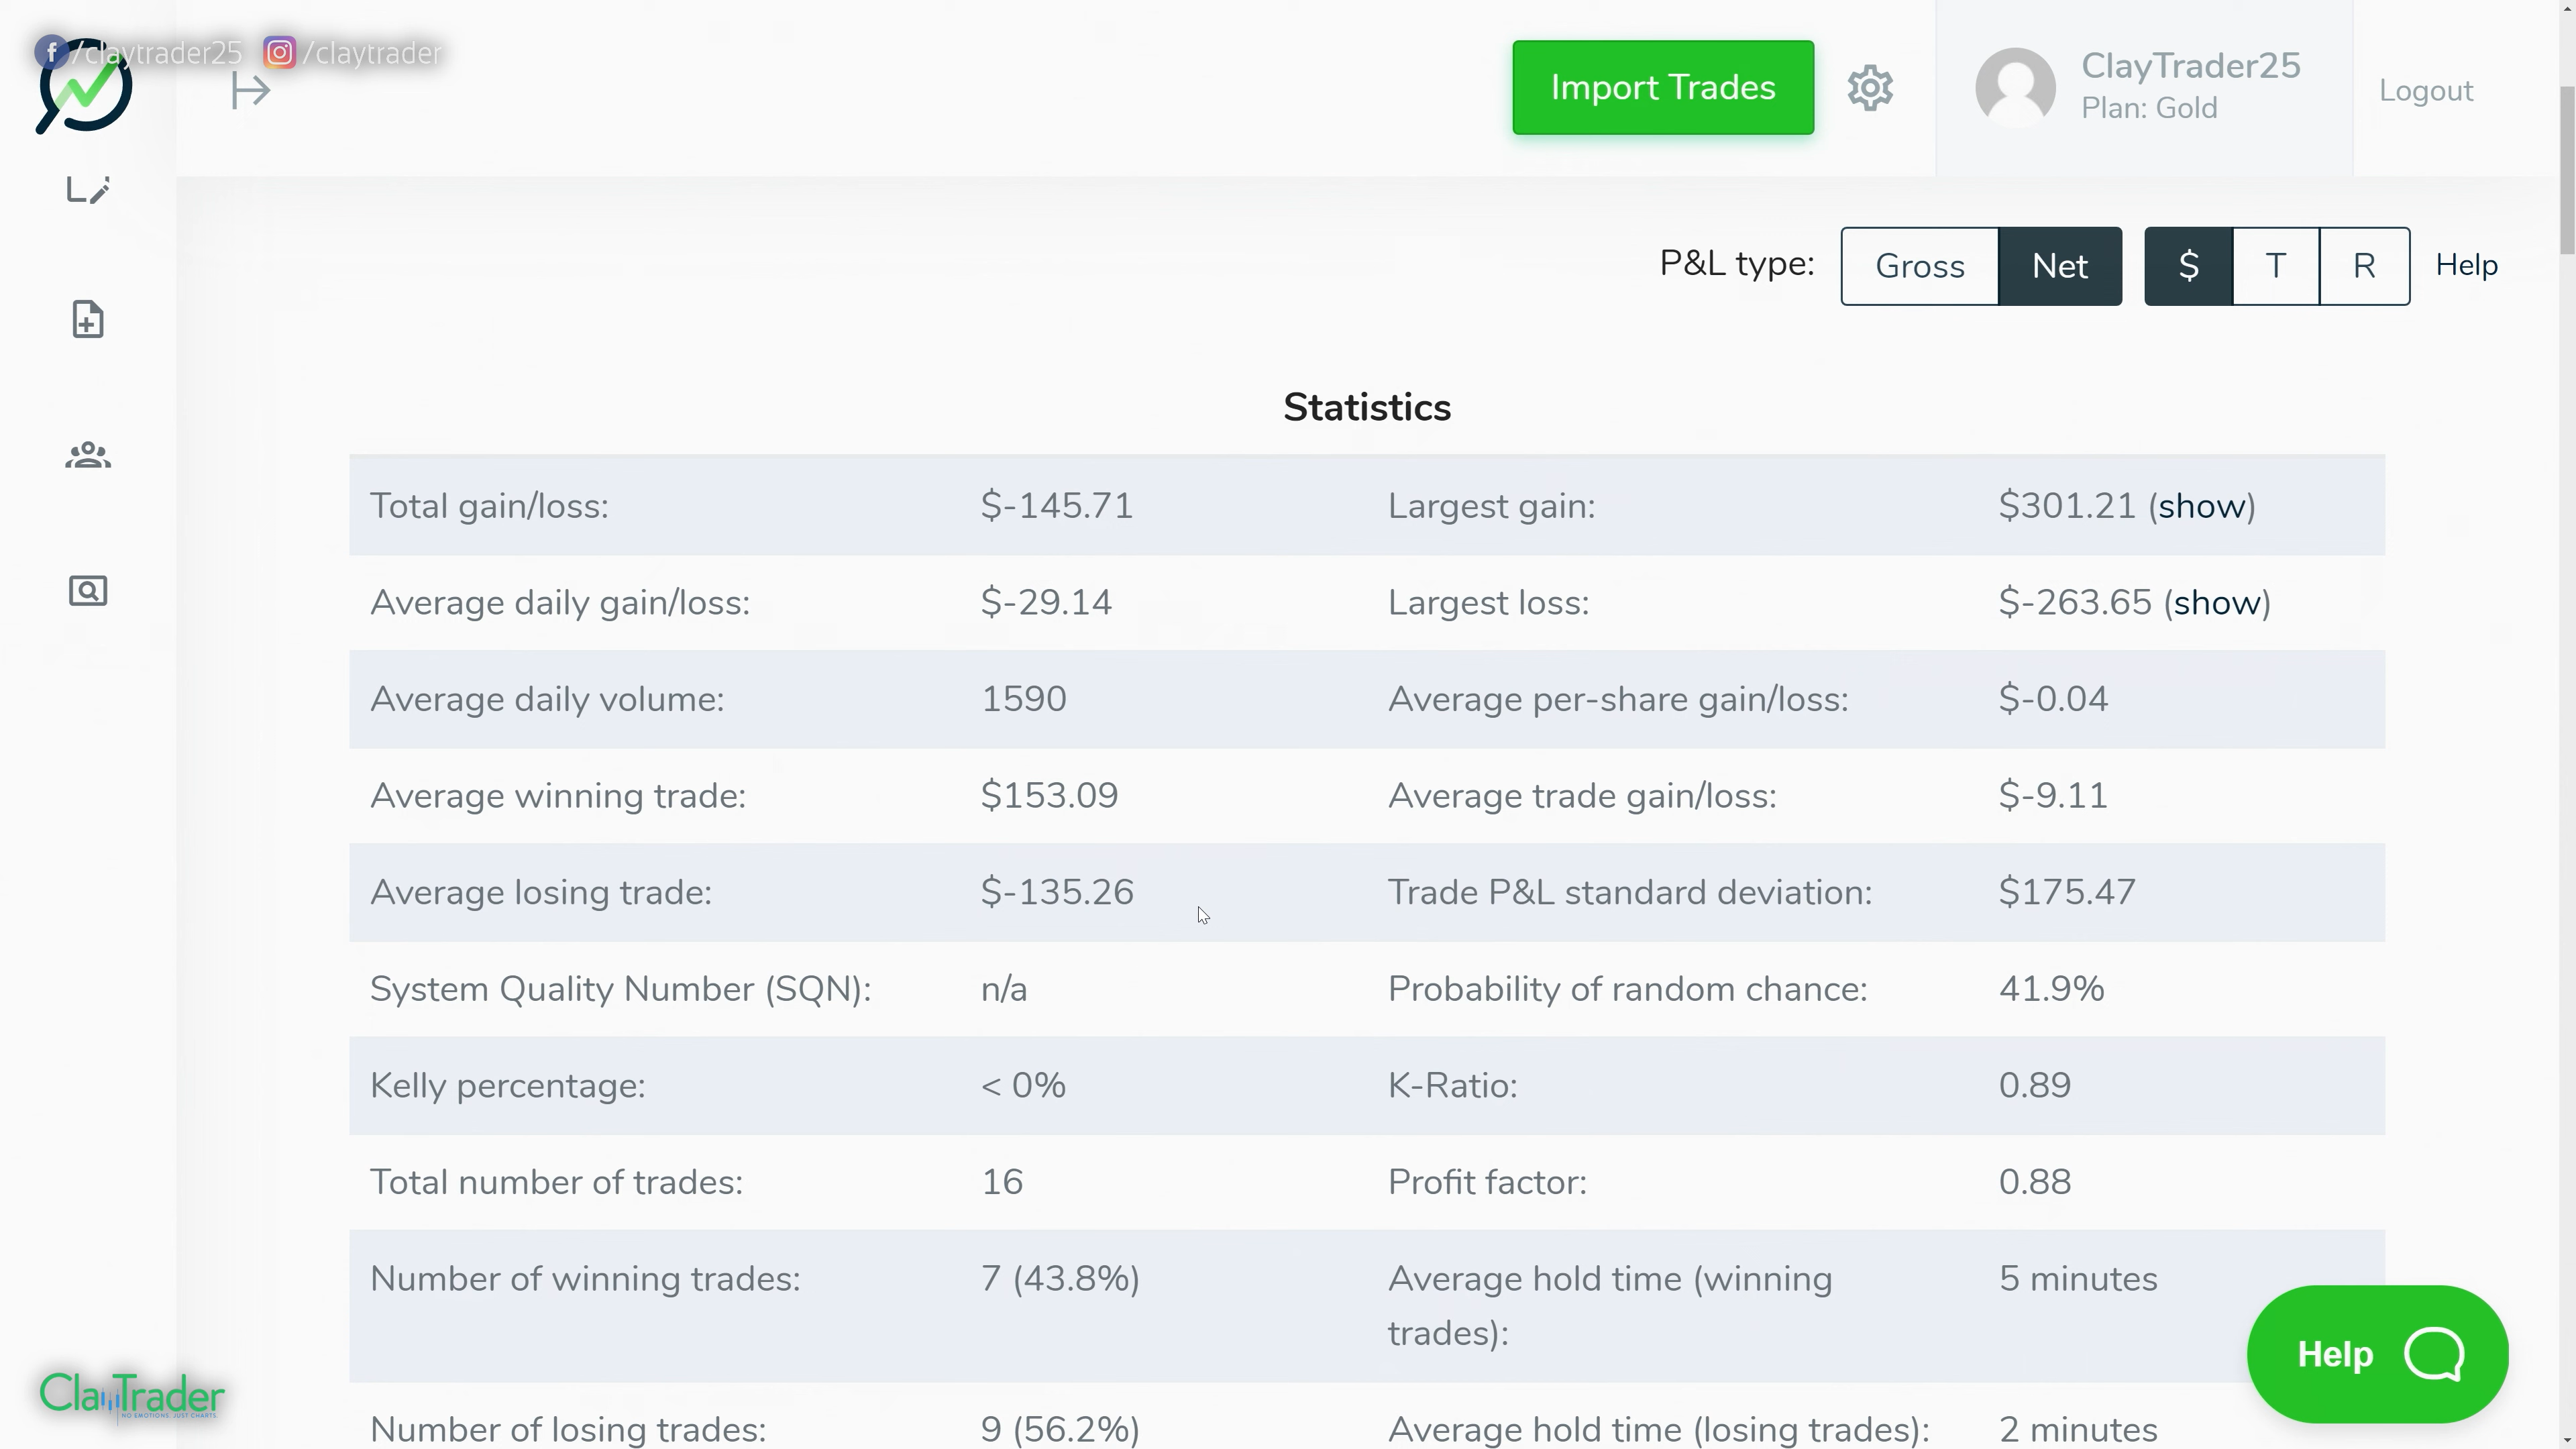 /claytrader25 /claytrader
Import Trades
ClayTrader25
Plan: Gold
Logout
P&L type: Gross Net $ T R Help
Statistics
Total gain/loss: $-145.71 Largest gain: $301.21 (show)
Average daily gain/loss: $-29.14 Largest loss: $-263.65 (show)
Average daily volume: 1590 Average per-share gain/loss: $-0.04
Average winning trade: $153.09 Average trade gain/loss: $-9.11
Average losing trade: $-135.26 Trade P&L standard deviation: $175.47
System Quality Number (SQN): n/a Probability of random chance: 41.9%
Kelly percentage: < 0% K-Ratio: 0.89
Total number of trades: 16 Profit factor: 0.88
Number of winning trades: 7 (43.8%) Average hold time (winning 5 minutes
trades):
Help
Number of losing trades: 9 (56.2%) Average hold time (losing trades): 2 minutes
ClayTrader
NO EMOTIONS. JUST CHARTS.